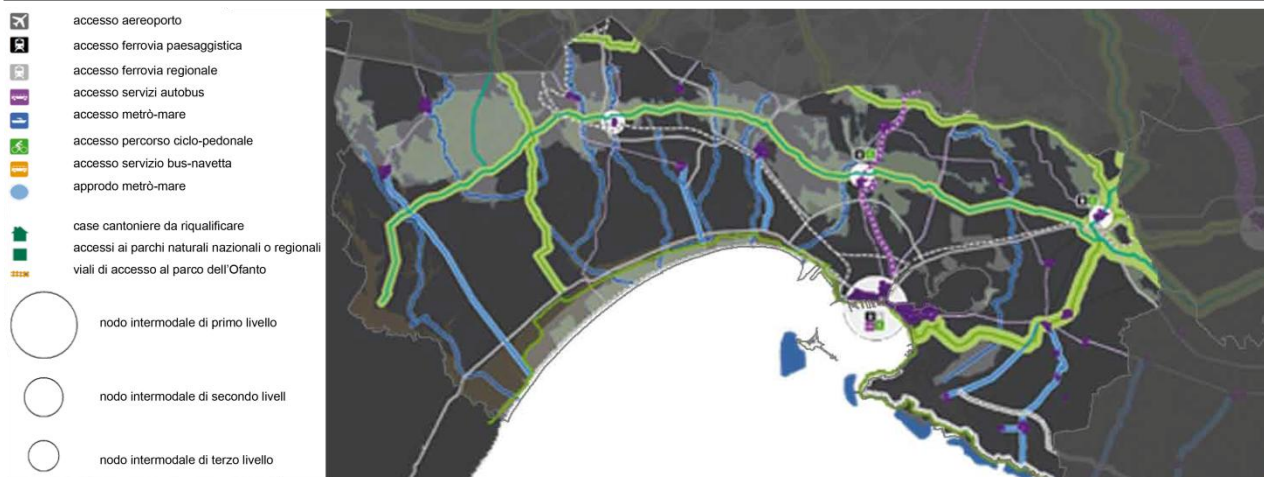 accesso aereoporto
accesso ferrovia paesaggistica
accesso ferrovia regionale
accesso servizi autobus
accesso metrò-mare
accesso percorso ciclo-pedonale
accesso servizio bus-navetta
approdo metrò-mare
case cantoniere da riqualificare
accessi ai parchi naturali nazionali o regionali
viali di accesso al parco dell'Ofanto
nodo intermodale di primo livello
nodo intermodale di secondo livell
nodo intermodale di terzo livello